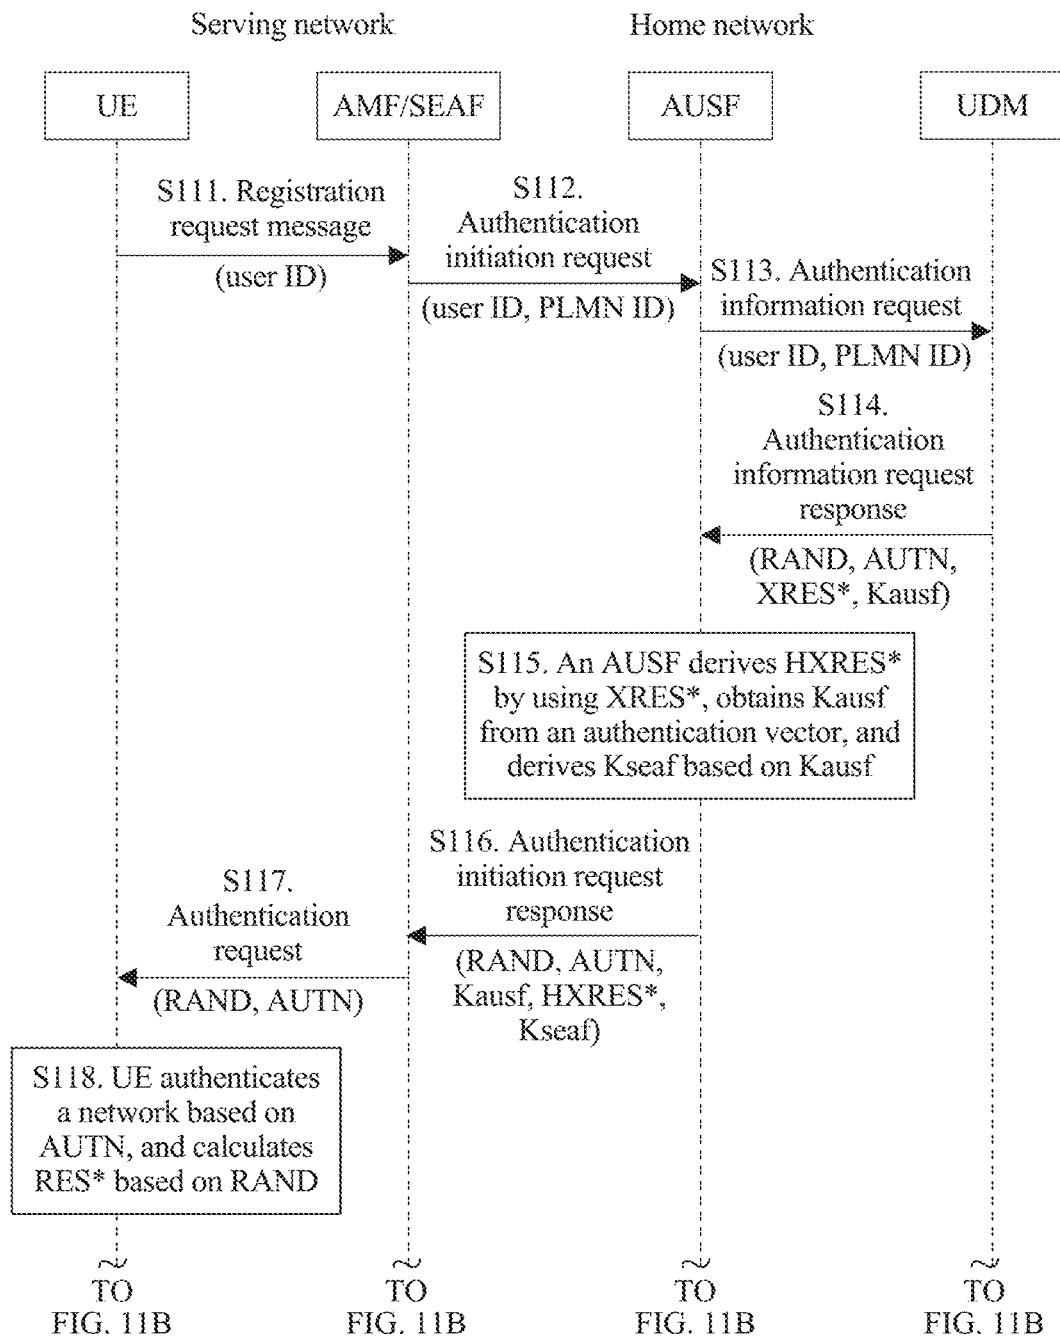 Serving network
Home network
UE
AMF/SEAF
AUSF
UDM
S111. Registration
request message
(user ID)
S112.
Authentication
initiation request
(user ID, PLMN ID)
S113. Authentication
information request
(user ID, PLMN ID)
S114.
Authentication
information request
response
(RAND, AUTN,
XRES*, Kausf)
S115. An AUSF derives HXRES*
by using XRES*, obtains Kausf
from an authentication vector, and
derives Kseaf based on Kausf
S116. Authentication
initiation request
response
(RAND, AUTN,
Kausf, HXRES*,
Kseaf)
S117.
Authentication
request
(RAND, AUTN)
S118. UE authenticates
a network based on
AUTN, and calculates
RES* based on RAND
TO
FIG. 11B
TO
FIG. 11B
TO
FIG. 11B
TO
FIG. 11B